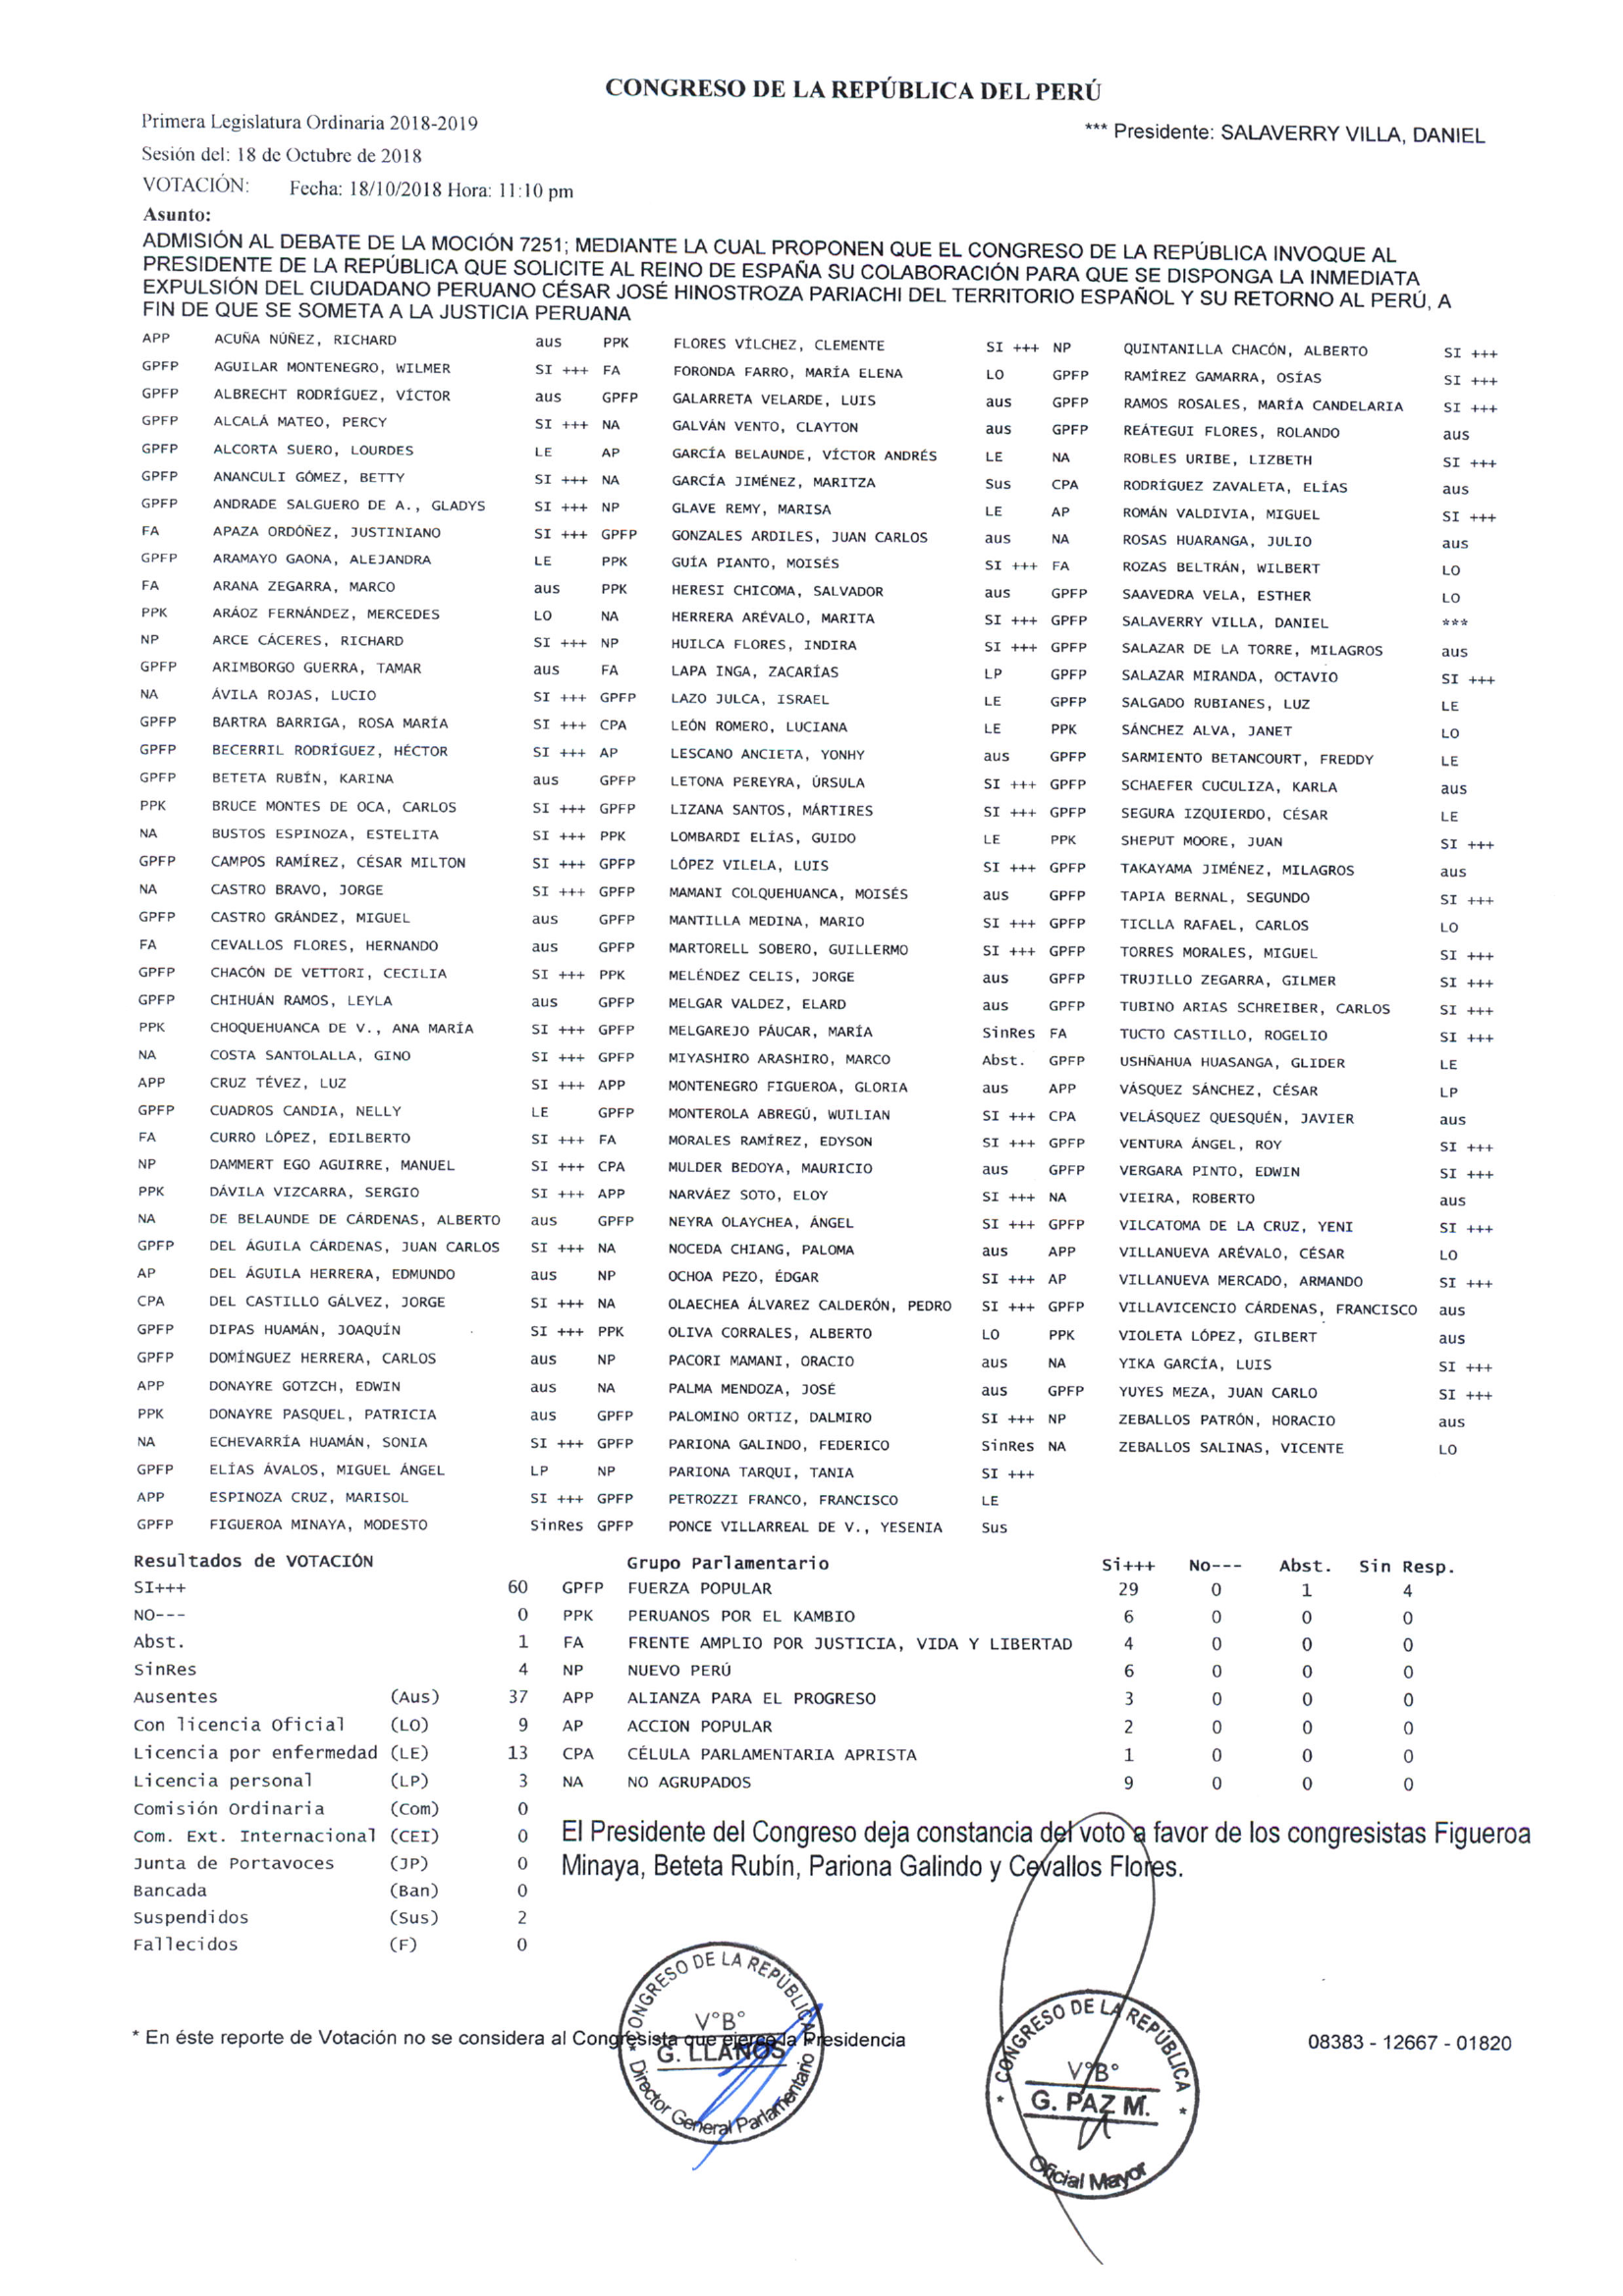 CONGRESO DE LA REPÚBLICA DEL PERÚ
Primera Legislatura Ordinaria 2018-2019
*** Presidente: SALAVERRY VILLA, DANIEL
Sesión del: 18 de Octubre de 2018
VOTACIÓN: Fecha: 18/10/2018 Hora: 11:10 pm
Asunto:
ADMISIÓN AL DEBATE DE LA MOCIÓN 7251; MEDIANTE LA CUAL PROPONEN QUE EL CONGRESO DE LA REPÚBLICA INVOQUE AL
PRESIDENTE DE LA REPÚBLICA QUE SOLICITE AL REINO DE ESPAÑA SU COLABORACIÓN PARA QUE SE DISPONGA LA INMEDIATA
EXPULSIÓN DEL CIUDADANO PERUANO CÉSAR JOSÉ HINOSTROZA PARIACHI DEL TERRITORIO ESPAÑOL Y SU RETORNO AL PERÚ, A
FIN DE QUE SE SOMETA A LA JUSTICIA PERUANA
APP ACUÑA NÚÑEZ, RICHARD aus PPK FLORES VÍLCHEZ, CLEMENTE SI +++ NP QUINTANILLA CHACÓN, ALBERTO SI +++
GPFP AGUILAR MONTENEGRO, WILMER SI +++ FA FORONDA FARRO, MARÍA ELENA LO GPFP RAMÍREZ GAMARRA, OSÍAS SI +++
GPFP ALBRECHT RODRÍGUEZ, VÍCTOR aus GPFP GALARRETA VELARDE, LUIS aus GPFP RAMOS ROSALES, MARÍA CANDELARIA SI +++
GPFP ALCALÁ MATEO, PERCY SI +++ NA GALVÁN VENTO, CLAYTON aus GPFP REÁTEGUI FLORES, ROLANDO aus
GPFP ALCORTA SUERO, LOURDES LE AP GARCÍA BELAUNDE, VÍCTOR ANDRÉS LE NA ROBLES URIBE, LIZBETH SI +++
GPFP ANANCULI GÓMEZ, BETTY SI +++ NA GARCÍA JIMÉNEZ, MARITZA Sus CPA RODRÍGUEZ ZAVALETA, ELÍAS aus
GPFP ANDRADE SALGUERO DE A., GLADYS SI +++ NP GLAVE REMY, MARISA LE AP ROMÁN VALDIVIA, MIGUEL SI +++
FA APAZA ORDÓÑEZ, JUSTINIANO SI +++ GPFP GONZALES ARDILES, JUAN CARLOS aus NA ROSAS HUARANGA, JULIO aus
GPFP ARAMAYO GAONA, ALEJANDRA LE PPK GUÍA PIANTO, MOISÉS SI +++ FA ROZAS BELTRÁN, WILBERT LO
FA ARANA ZEGARRA, MARCO aus PPK HERESI CHICOMA, SALVADOR aus GPFP SAAVEDRA VELA, ESTHER LO
PPK ARÁOZ FERNÁNDEZ, MERCEDES LO NA HERRERA ARÉVALO, MARITA SI +++ GPFP SALAVERRY VILLA, DANIEL ***
NP ARCE CÁCERES, RICHARD SI +++ NP HUILCA FLORES, INDIRA SI +++ GPFP SALAZAR DE LA TORRE, MILAGROS aus
GPFP ARIMBORGO GUERRA, TAMAR aus FA LAPA INGA, ZACARÍAS LP GPFP SALAZAR MIRANDA, OCTAVIO SI +++
NA ÁVILA ROJAS, LUCIO SI +++ GPFP LAZO JULCA, ISRAEL LE GPFP SALGADO RUBIANES, LUZ LE
GPFP BARTRA BARRIGA, ROSA MARÍA SI +++ CPA LEÓN ROMERO, LUCIANA LE PPK SÁNCHEZ ALVA, JANET LO
GPFP BECERRIL RODRÍGUEZ, HÉCTOR SI +++ AP LESCANO ANCIETA, YONHY aus GPFP SARMIENTO BETANCOURT, FREDDY LE
GPFP BETETA RUBÍN, KARINA aus GPFP LETONA PEREYRA, ÚRSULA SI +++ GPFP SCHAEFER CUCULIZA, KARLA aus
PPK BRUCE MONTES DE OCA, CARLOS SI +++ GPFP LIZANA SANTOS, MÁRTIRES SI +++ GPFP SEGURA IZQUIERDO, CÉSAR LE
NA BUSTOS ESPINOZA, ESTELITA SI +++ PPK LOMBARDI ELÍAS, GUIDO LE PPK SHEPUT MOORE, JUAN SI +++
GPFP CAMPOS RAMÍREZ, CÉSAR MILTON SI +++ GPFP LÓPEZ VILELA, LUIS SI +++ GPFP TAKAYAMA JIMÉNEZ, MILAGROS aus
NA CASTRO BRAVO, JORGE SI +++ GPFP MAMANI COLQUEHUANCA, MOISÉS aus GPFP TAPIA BERNAL, SEGUNDO SI +++
GPFP CASTRO GRÁNDEZ, MIGUEL aus GPFP MANTILLA MEDINA, MARIO SI +++ GPFP TICLLA RAFAEL, CARLOS LO
FA CEVALLOS FLORES, HERNANDO aus GPFP MARTORELL SOBERO, GUILLERMO SI +++ GPFP TORRES MORALES, MIGUEL SI +++
GPFP CHACÓN DE VETTORI, CECILIA SI +++ PPK MELÉNDEZ CELIS, JORGE aus GPFP TRUJILLO ZEGARRA, GILMER SI +++
GPFP CHIHUÁN RAMOS, LEYLA aus GPFP MELGAR VALDEZ, ELARD aus GPFP TUBINO ARIAS SCHREIBER, CARLOS SI +++
PPK CHOQUEHUANCA DE V., ANA MARÍA SI +++ GPFP MELGAREJO PÁUCAR, MARÍA SinRes FA TUCTO CASTILLO, ROGELIO SI +++
NA COSTA SANTOLALLA, GINO SI +++ GPFP MIYASHIRO ARASHIRO, MARCO Abst. GPFP USHÑAHUA HUASANGA, GLIDER LE
APP CRUZ TÉVEZ, LUZ SI +++ APP MONTENEGRO FIGUEROA, GLORIA aus APP VÁSQUEZ SÁNCHEZ, CÉSAR LP
GPFP CUADROS CANDIA, NELLY LE GPFP MONTEROLA ABREGÚ, WUILIAN SI +++ CPA VELÁSQUEZ QUESQUÉN, JAVIER aus
FA CURRO LÓPEZ, EDILBERTO SI +++ FA MORALES RAMÍREZ, EDYSON SI +++ GPFP VENTURA ÁNGEL, ROY SI +++
NP DAMMERT EGO AGUIRRE, MANUEL SI +++ CPA MULDER BEDOYA, MAURICIO aus GPFP VERGARA PINTO, EDWIN SI +++
PPK DÁVILA VIZCARRA, SERGIO SI +++ APP NARVÁEZ SOTO, ELOY SI +++ NA VIEIRA, ROBERTO aus
NA DE BELAUNDE DE CÁRDENAS, ALBERTO aus GPFP NEYRA OLAYCHEA, ÁNGEL SI +++ GPFP VILCATOMA DE LA CRUZ, YENI SI +++
GPFP DEL ÁGUILA CÁRDENAS, JUAN CARLOS SI +++ NA NOCEDA CHIANG, PALOMA aus APP VILLANUEVA ARÉVALO, CÉSAR LO
AP DEL ÁGUILA HERRERA, EDMUNDO aus NP OCHOA PEZO, ÉDGAR SI +++ AP VILLANUEVA MERCADO, ARMANDO SI +++
CPA DEL CASTILLO GÁLVEZ, JORGE SI +++ NA OLAECHEA ÁLVAREZ CALDERÓN, PEDRO SI +++ GPFP VILLAVICENCIO CÁRDENAS, FRANCISCO aus
GPFP DIPAS HUAMÁN, JOAQUÍN SI +++ PPK OLIVA CORRALES, ALBERTO LO PPK VIOLETA LÓPEZ, GILBERT aus
GPFP DOMÍNGUEZ HERRERA, CARLOS aus NP PACORI MAMANI, ORACIO aus NA YIKA GARCÍA, LUIS SI +++
APP DONAYRE GOTZCH, EDWIN aus NA PALMA MENDOZA, JOSÉ aus GPFP YUYES MEZA, JUAN CARLO SI +++
PPK DONAYRE PASQUEL, PATRICIA aus GPFP PALOMINO ORTIZ, DALMIRO SI +++ NP ZEBALLOS PATRÓN, HORACIO aus
NA ECHEVARRÍA HUAMÁN, SONIA SI +++ GPFP PARIONA GALINDO, FEDERICO SinRes NA ZEBALLOS SALINAS, VICENTE LO
GPFP ELÍAS ÁVALOS, MIGUEL ÁNGEL LP NP PARIONA TARQUI, TANIA SI +++
APP ESPINOZA CRUZ, MARISOL SI +++ GPFP PETROZZI FRANCO, FRANCISCO LE
GPFP FIGUEROA MINAYA, MODESTO SinRes GPFP PONCE VILLARREAL DE V., YESENIA Sus
Resultados de VOTACIÓN Grupo Parlamentario Si+++ No--- Abst. Sin Resp.
SI+++ 60 GPFP FUERZA POPULAR 29 0 1 4
NO--- 0 PPK PERUANOS POR EL KAMBIO 6 0 0 0
Abst. 1 FA FRENTE AMPLIO POR JUSTICIA, VIDA Y LIBERTAD 4 0 0 0
SinRes 4 NP NUEVO PERÚ 6 0 0 0
Ausentes (Aus) 37 APP ALIANZA PARA EL PROGRESO 3 0 0 0
Con licencia Oficial (LO) 9 AP ACCION POPULAR 2 0 0 0
Licencia por enfermedad (LE) 13 CPA CÉLULA PARLAMENTARIA APRISTA 1 0 0 0
Licencia personal (LP) 3 NA NO AGRUPADOS 9 0 0 0
Comisión Ordinaria (Com) 0
Com. Ext. Internacional (CEI) 0
Junta de Portavoces (JP) 0
Bancada (Ban) 0
Suspendidos (Sus) 2
Fallecidos (F) 0
El Presidente del Congreso deja constancia del voto a favor de los congresistas Figueroa
Minaya, Beteta Rubín, Pariona Galindo y Cevallos Flores.
* En éste reporte de Votación no se considera al Congresista que ejerce la Presidencia
08383 - 12667 - 01820
CONGRESO DE LA REPÚBLICA
V°B°
G. LLANOS
Director General Parlamentario
CONGRESO DE LA REPÚBLICA
V°B°
G. PAZ M.
Oficial Mayor